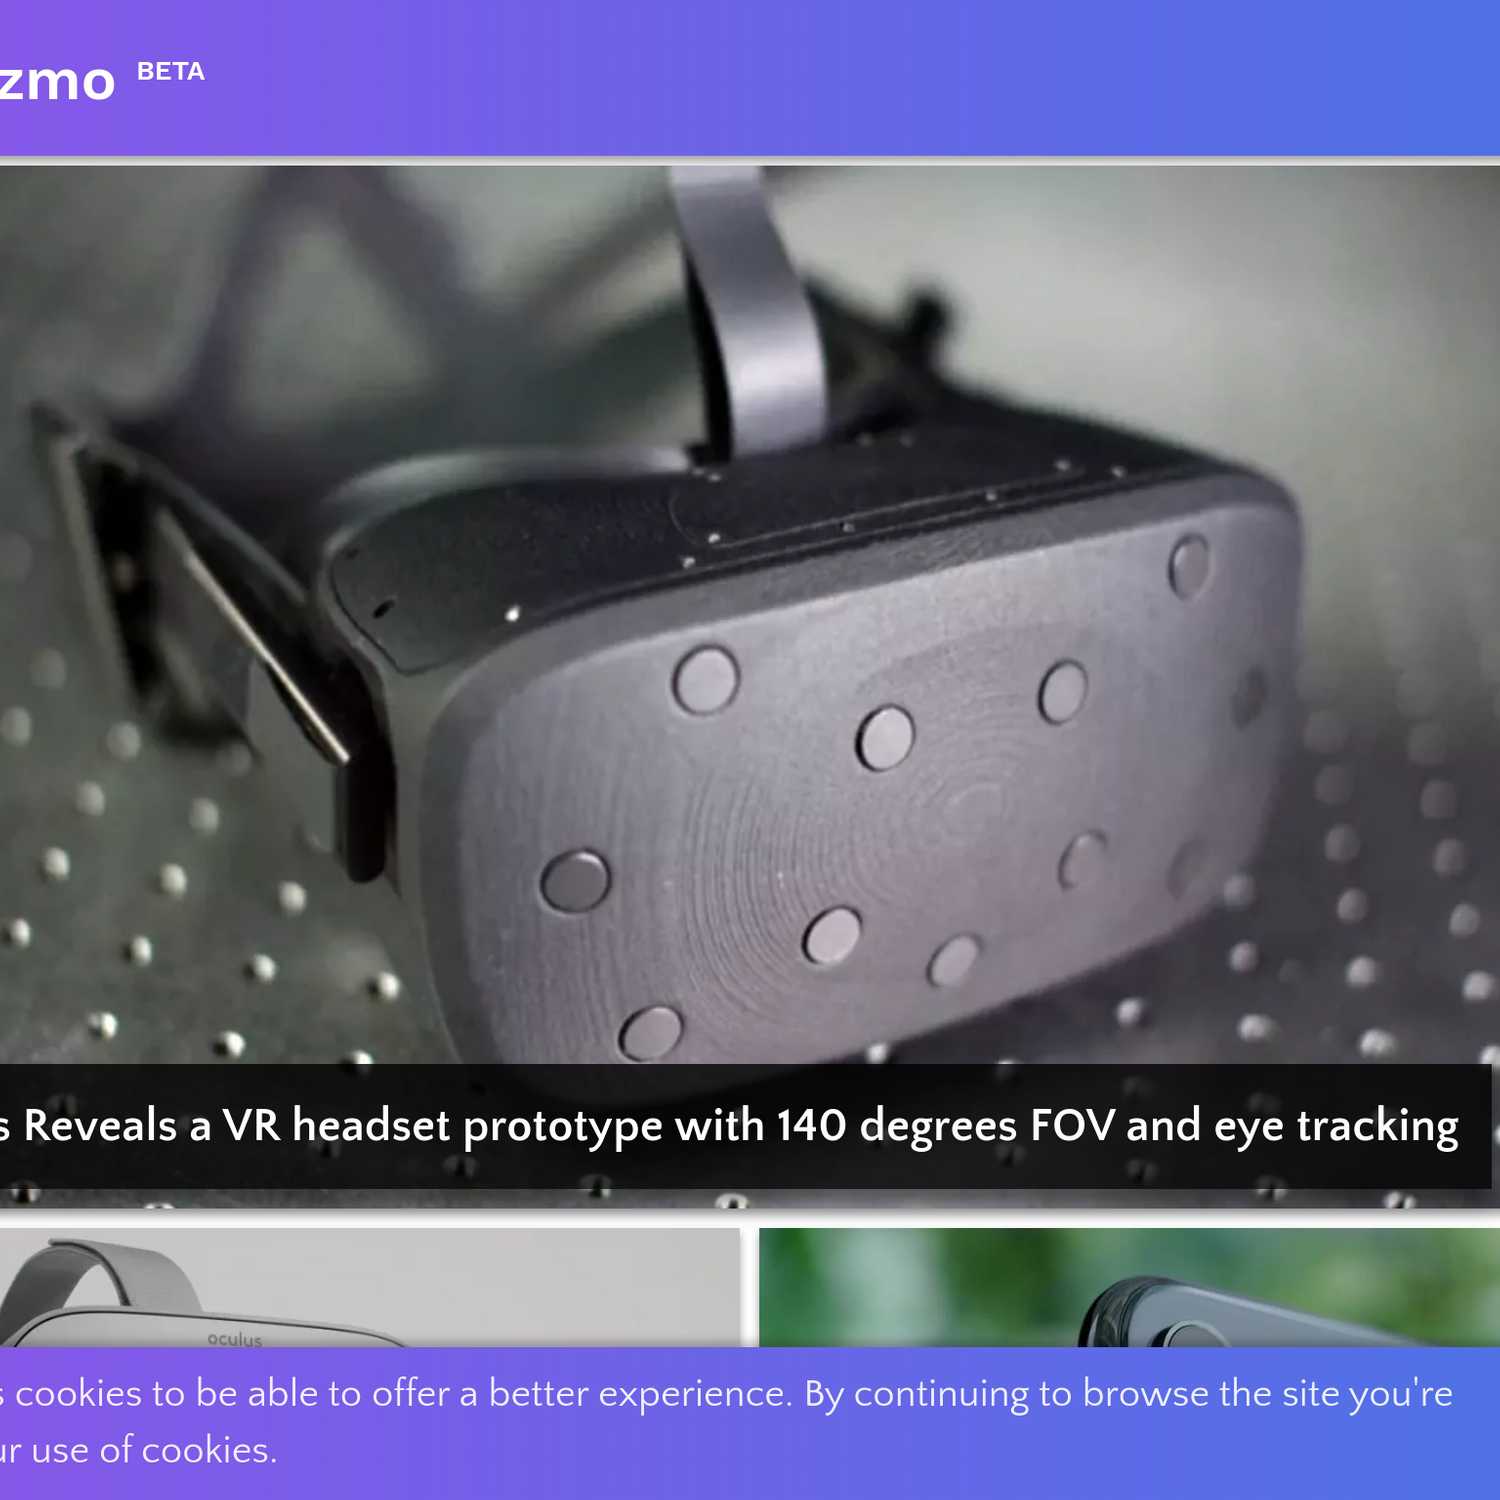 zmo BETA
s Reveals a VR headset prototype with 140 degrees FOV and eye tracking
oculus
s cookies to be able to offer a better experience. By continuing to browse the site you're
ur use of cookies.